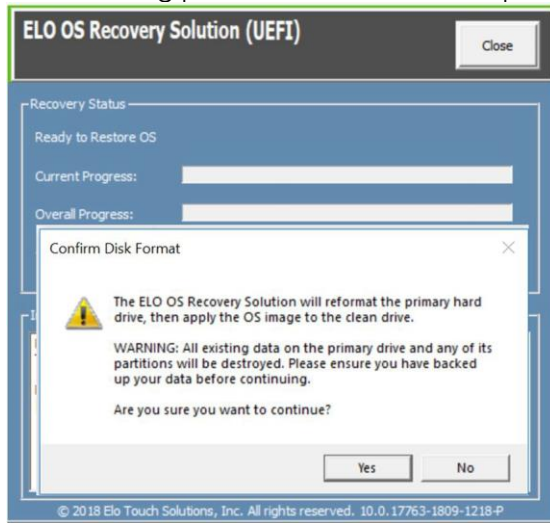 ELO OS Recovery Solution (UEFI)
Close
Recovery Status
Ready to Restore OS
Current Progress:
Overall Progress:
Confirm Disk Format
The ELO OS Recovery Solution will reformat the primary hard
drive, then apply the OS image to the clean drive.
WARNING: All existing data on the primary drive and any of its
partitions will be destroyed. Please ensure you have backed
up your data before continuing.
Are you sure you want to continue?
Yes
No
© 2018 Elo Touch Solutions, Inc. All rights reserved. 10.0.17763-1809-1218-P